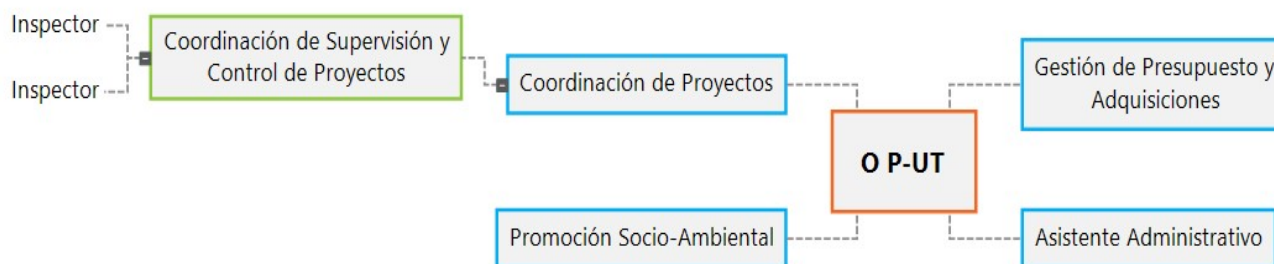 Inspector
Inspector
Coordinación de Supervisión y
Control de Proyectos
Coordinación de Proyectos
Promoción Socio-Ambiental
O P-UT
Gestión de Presupuesto y
Adquisiciones
Asistente Administrativo